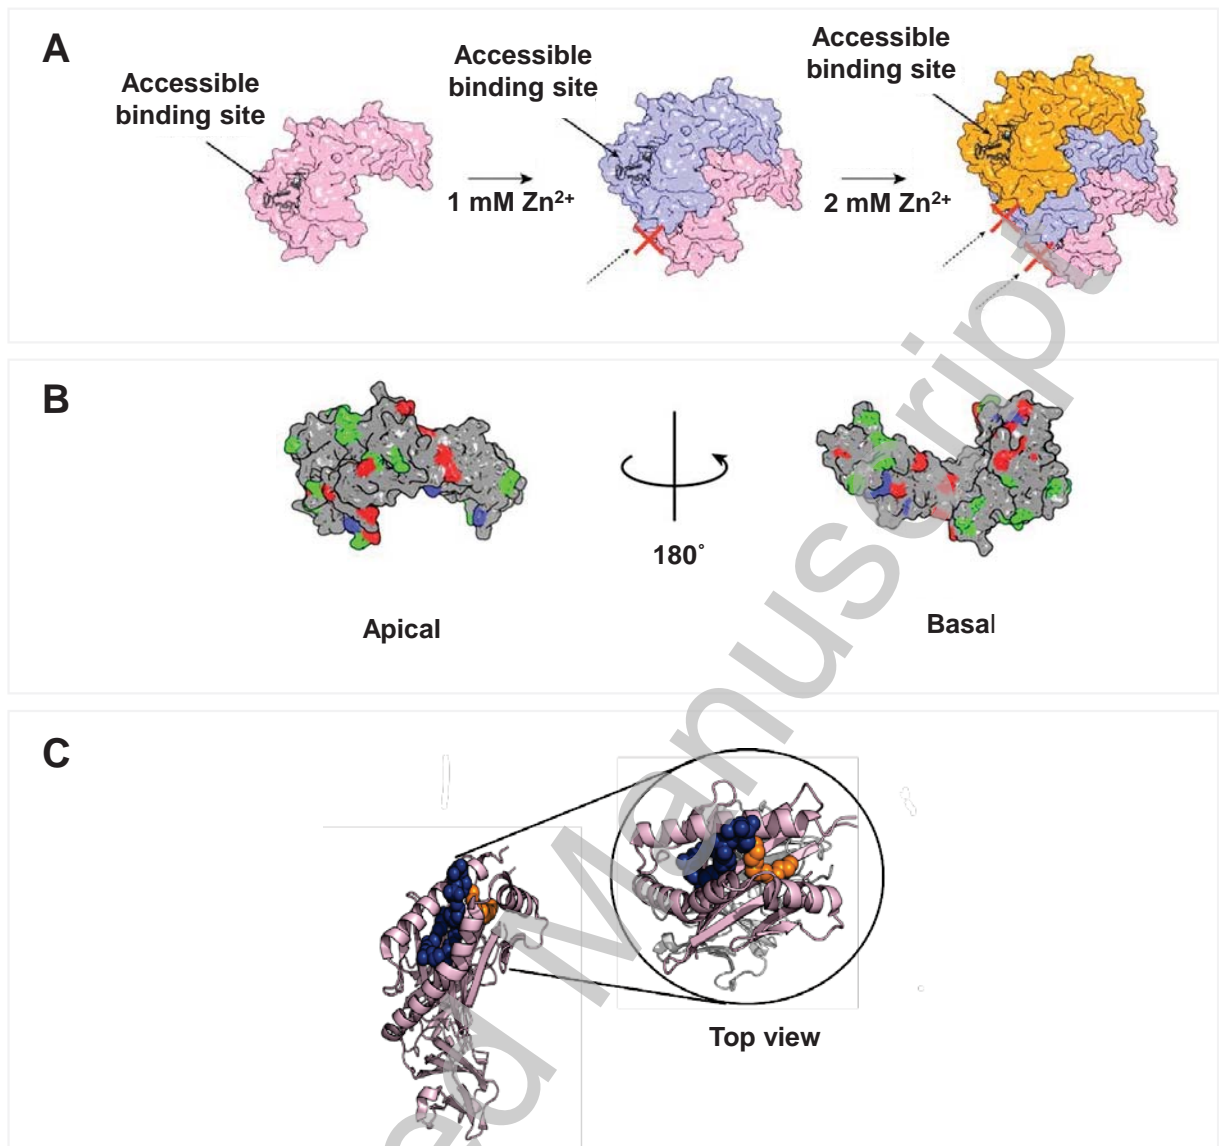 A
Accessible
binding site
Accessible
binding site
Accessible
binding site
1 mM Zn²⁺
2 mM Zn²⁺
B
180°
Apical
Basal
C
Top view
ed Manuscript